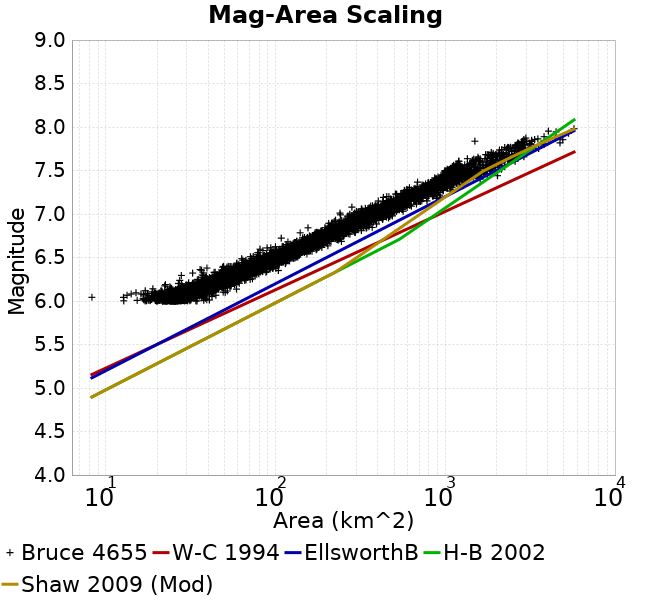 Mag-Area Scaling
Magnitude
9.0
8.5
8.0
7.5
7.0
6.5
6.0
5.5
5.0
4.5
4.0
10^1 10^2 10^3 10^4
Area (km^2)
Bruce 4655 W-C 1994 EllsworthB H-B 2002
Shaw 2009 (Mod)